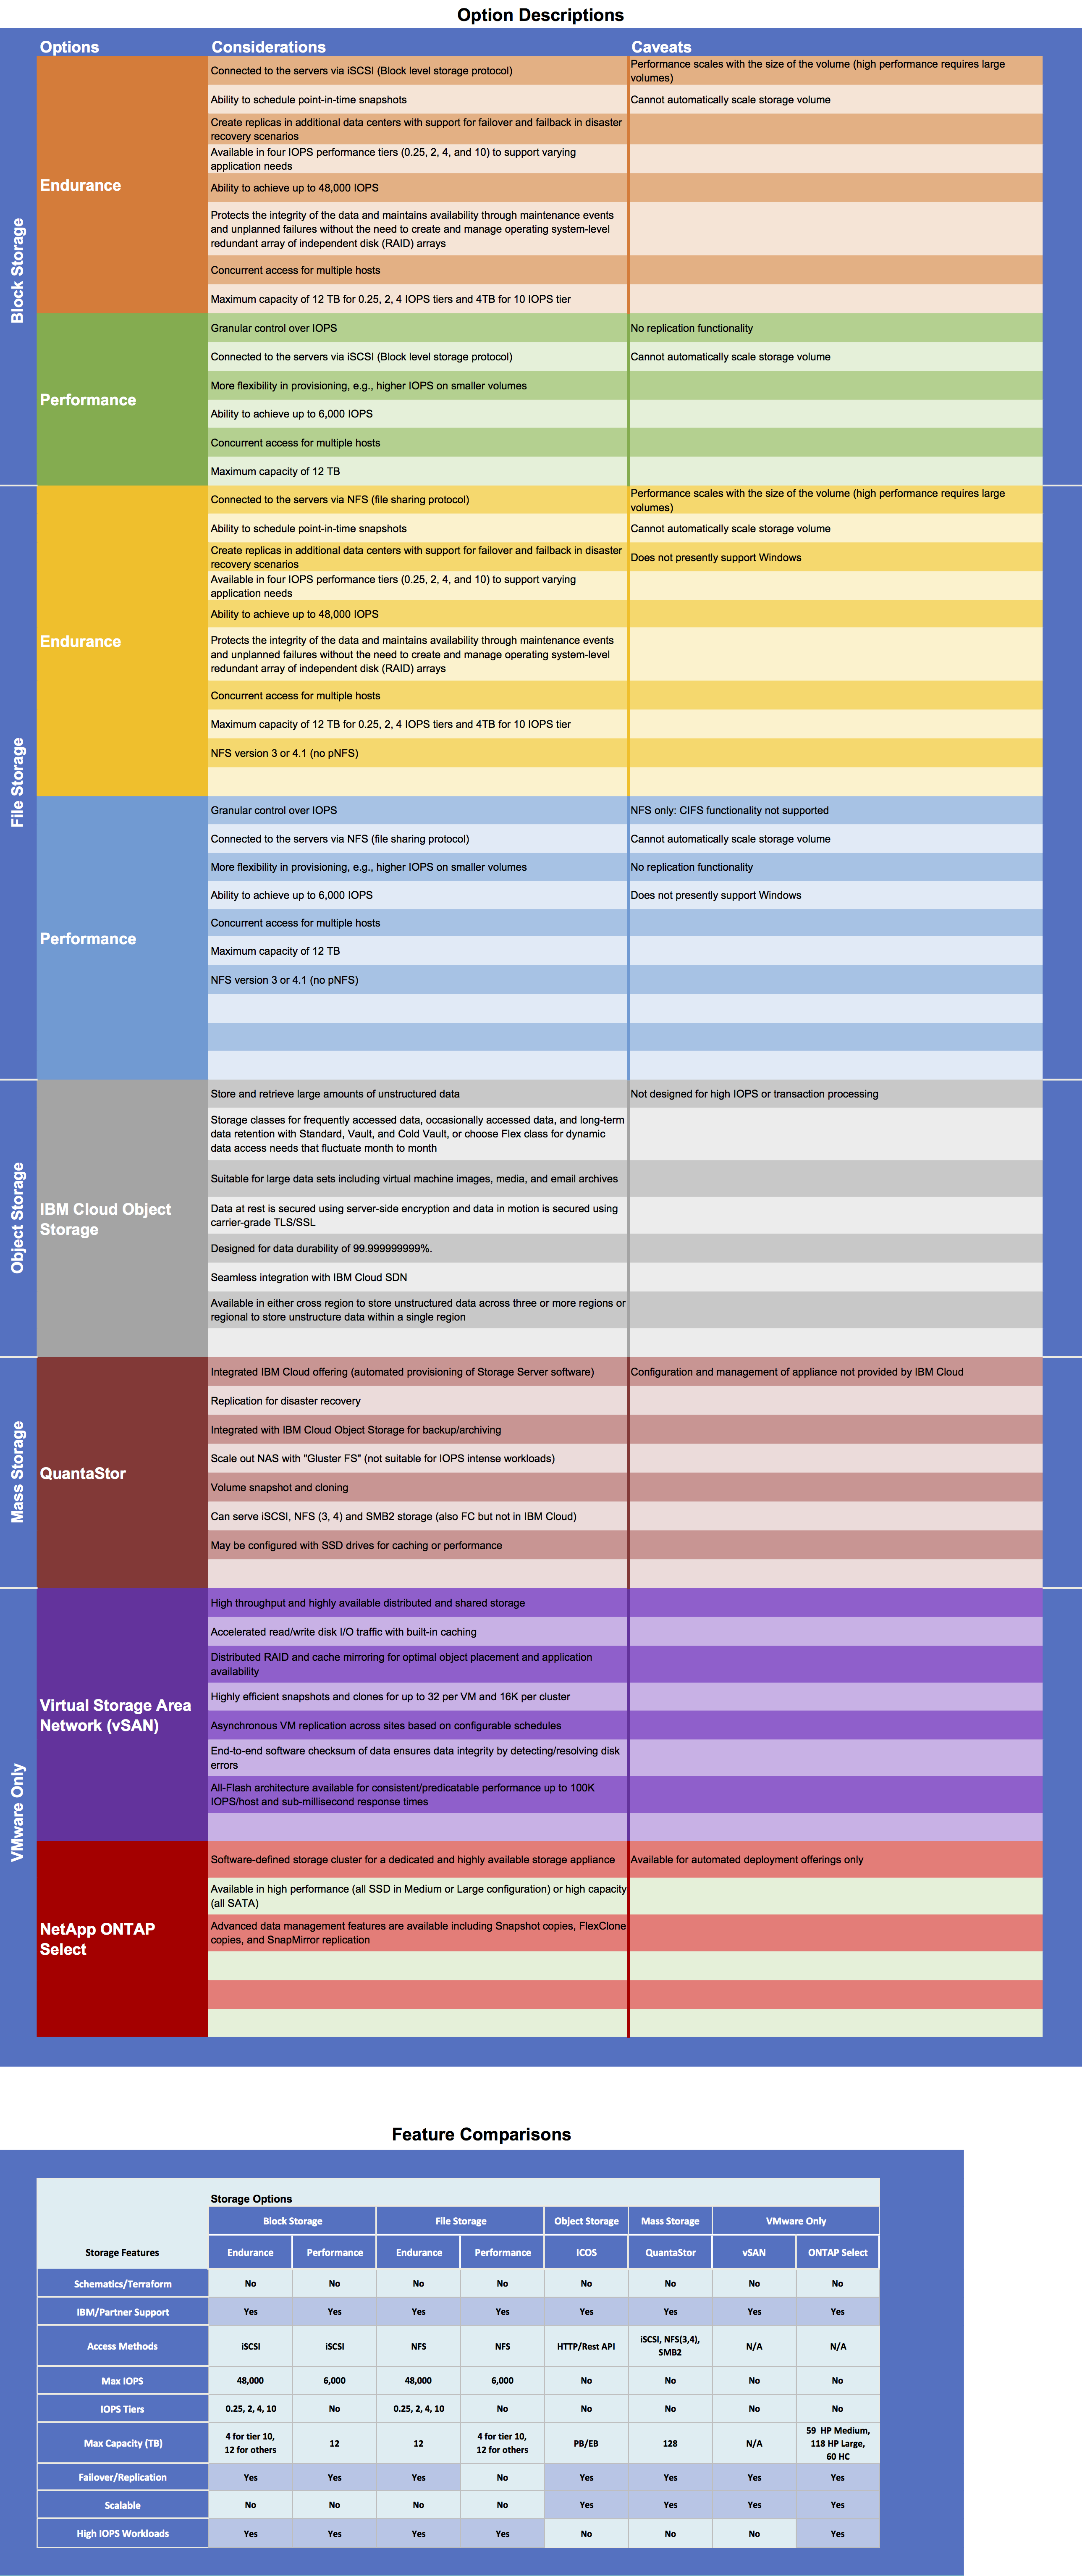 Option Descriptions
Options
Considerations
Caveats
Block Storage
Endurance
Connected to the servers via iSCSI (Block level storage protocol)
Performance scales with the size of the volume (high performance requires large
volumes)
Ability to schedule point-in-time snapshots
Cannot automatically scale storage volume
Create replicas in additional data centers with support for failover and failback in disaster
recovery scenarios
Available in four IOPS performance tiers (0.25, 2, 4, and 10) to support varying
application needs
Ability to achieve up to 48,000 IOPS
Protects the integrity of the data and maintains availability through maintenance events
and unplanned failures without the need to create and manage operating system-level
redundant array of independent disk (RAID) arrays
Concurrent access for multiple hosts
Maximum capacity of 12 TB for 0.25, 2, 4 IOPS tiers and 4TB for 10 IOPS tier
Performance
Granular control over IOPS
No replication functionality
Connected to the servers via iSCSI (Block level storage protocol)
Cannot automatically scale storage volume
More flexibility in provisioning, e.g., higher IOPS on smaller volumes
Ability to achieve up to 6,000 IOPS
Concurrent access for multiple hosts
Maximum capacity of 12 TB
File Storage
Endurance
Connected to the servers via NFS (file sharing protocol)
Performance scales with the size of the volume (high performance requires large
volumes)
Ability to schedule point-in-time snapshots
Cannot automatically scale storage volume
Create replicas in additional data centers with support for failover and failback in disaster
recovery scenarios
Does not presently support Windows
Available in four IOPS performance tiers (0.25, 2, 4, and 10) to support varying
application needs
Ability to achieve up to 48,000 IOPS
Protects the integrity of the data and maintains availability through maintenance events
and unplanned failures without the need to create and manage operating system-level
redundant array of independent disk (RAID) arrays
Concurrent access for multiple hosts
Maximum capacity of 12 TB for 0.25, 2, 4 IOPS tiers and 4TB for 10 IOPS tier
NFS version 3 or 4.1 (no pNFS)
Performance
Granular control over IOPS
NFS only: CIFS functionality not supported
Connected to the servers via NFS (file sharing protocol)
Cannot automatically scale storage volume
More flexibility in provisioning, e.g., higher IOPS on smaller volumes
No replication functionality
Ability to achieve up to 6,000 IOPS
Does not presently support Windows
Concurrent access for multiple hosts
Maximum capacity of 12 TB
NFS version 3 or 4.1 (no pNFS)
Object Storage
IBM Cloud Object
Storage
Store and retrieve large amounts of unstructured data
Not designed for high IOPS or transaction processing
Storage classes for frequently accessed data, occasionally accessed data, and long-term
data retention with Standard, Vault, and Cold Vault, or choose Flex class for dynamic
data access needs that fluctuate month to month
Suitable for large data sets including virtual machine images, media, and email archives
Data at rest is secured using server-side encryption and data in motion is secured using
carrier-grade TLS/SSL
Designed for data durability of 99.999999999%.
Seamless integration with IBM Cloud SDN
Available in either cross region to store unstructured data across three or more regions or
regional to store unstructure data within a single region
Mass Storage
QuantaStor
Integrated IBM Cloud offering (automated provisioning of Storage Server software)
Configuration and management of appliance not provided by IBM Cloud
Replication for disaster recovery
Integrated with IBM Cloud Object Storage for backup/archiving
Scale out NAS with "Gluster FS" (not suitable for IOPS intense workloads)
Volume snapshot and cloning
Can serve iSCSI, NFS (3, 4) and SMB2 storage (also FC but not in IBM Cloud)
May be configured with SSD drives for caching or performance
VMware Only
Virtual Storage Area
Network (vSAN)
High throughput and highly available distributed and shared storage
Accelerated read/write disk I/O traffic with built-in caching
Distributed RAID and cache mirroring for optimal object placement and application
availability
Highly efficient snapshots and clones for up to 32 per VM and 16K per cluster
Asynchronous VM replication across sites based on configurable schedules
End-to-end software checksum of data ensures data integrity by detecting/resolving disk
errors
All-Flash architecture available for consistent/predicatable performance up to 100K
IOPS/host and sub-millisecond response times
NetApp ONTAP
Select
Software-defined storage cluster for a dedicated and highly available storage appliance
Available for automated deployment offerings only
Available in high performance (all SSD in Medium or Large configuration) or high capacity
(all SATA)
Advanced data management features are available including Snapshot copies, FlexClone
copies, and SnapMirror replication
Feature Comparisons
Storage Options
Block Storage File Storage Object Storage Mass Storage VMware Only
Storage Features Endurance Performance Endurance Performance ICOS QuantaStor vSAN ONTAP Select
Schematics/Terraform No No No No No No No No
IBM/Partner Support Yes Yes Yes Yes Yes Yes Yes Yes
Access Methods iSCSI iSCSI NFS NFS HTTP/Rest API iSCSI, NFS(3,4), SMB2 N/A N/A
Max IOPS 48,000 6,000 48,000 6,000 No No No No
IOPS Tiers 0.25, 2, 4, 10 No 0.25, 2, 4, 10 No No No No No
Max Capacity (TB) 4 for tier 10, 12 for others 12 12 4 for tier 10, 12 for others PB/EB 128 N/A 59 HP Medium, 118 HP Large, 60 HC
Failover/Replication Yes Yes Yes No Yes Yes Yes Yes
Scalable No No No No Yes Yes Yes Yes
High IOPS Workloads Yes Yes Yes Yes No No No Yes